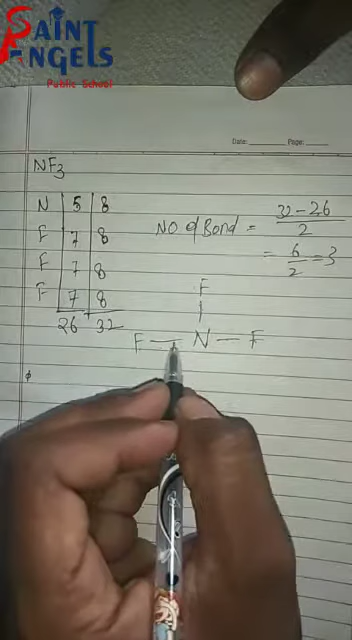 SAINT
ANGELS
Public School
Date: Page:
NF3
N 5 8
F 7 8
F 7 8
F 7 8
26 32
NO of Bond = 32-26
2
= 6
2
=3
F
|
F — N — F